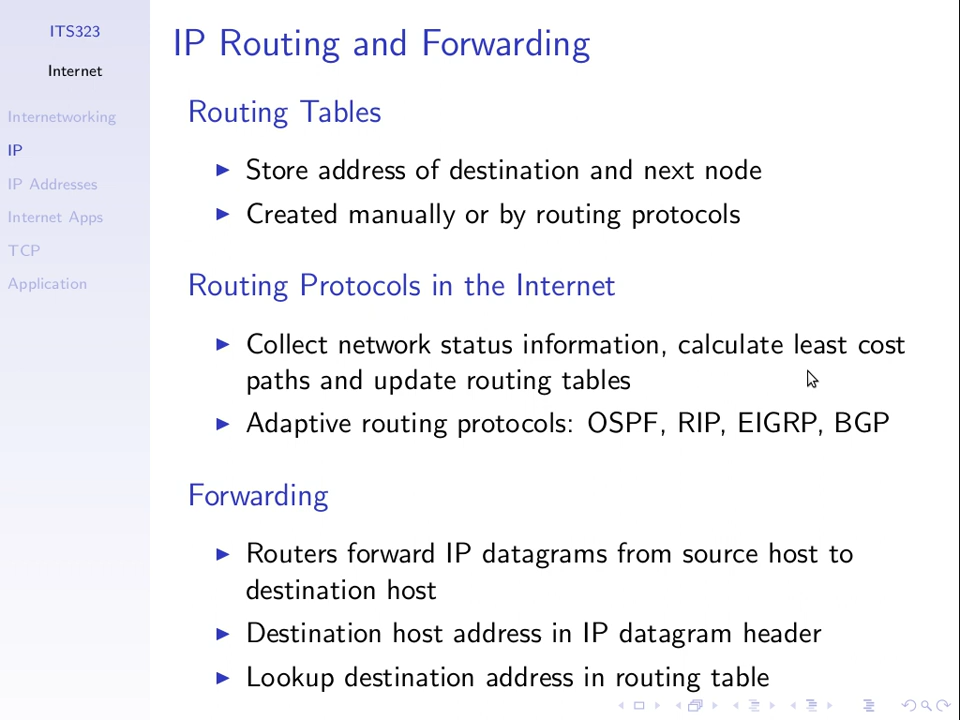 ITS323
Internet
Internetworking
IP
IP Addresses
Internet Apps
TCP
Application
IP Routing and Forwarding
Routing Tables
Store address of destination and next node
Created manually or by routing protocols
Routing Protocols in the Internet
Collect network status information, calculate least cost
paths and update routing tables
Adaptive routing protocols: OSPF, RIP, EIGRP, BGP
Forwarding
Routers forward IP datagrams from source host to
destination host
Destination host address in IP datagram header
Lookup destination address in routing table